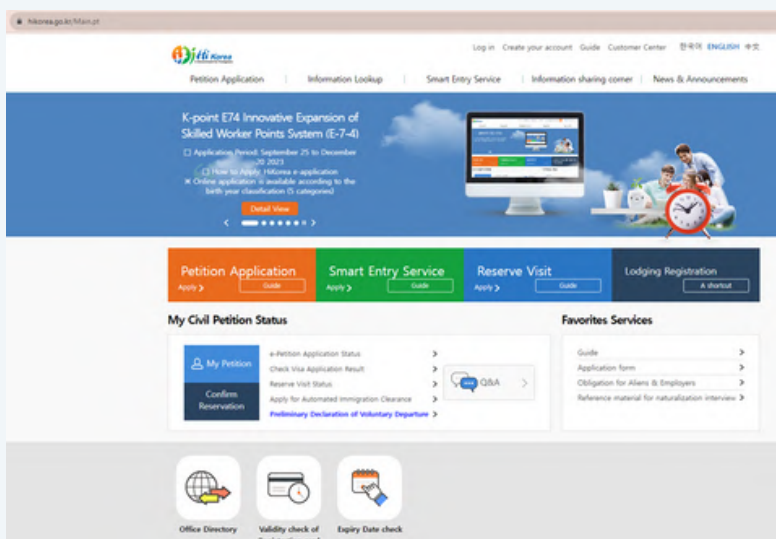 hikorea.go.kr/Main.pt
Hi Korea
Log in Create your account Guide Customer Center 한국어 ENGLISH 中文
Petition Application | Information Lookup | Smart Entry Service | Information sharing corner | News & Announcements
K-point E74 Innovative Expansion of
Skilled Worker Points System (E-7-4)
□ Application Period: September 25 to December
20 2023
□ How to Apply: HiKorea e-application
※ Online application is available according to the
birth year classification (5 categories)
Detail View
Petition Application
Apply Guide
Smart Entry Service
Apply Guide
Reserve Visit
Apply Guide
Lodging Registration
A shortcut
My Civil Petition Status
My Petition
Confirm
Reservation
e-Petition Application Status
Check Visa Application Result
Reserve Visit Status
Apply for Automated Immigration Clearance
Preliminary Declaration of Voluntary Departure
Q&A
Favorites Services
Guide
Application form
Obligation for Aliens & Employers
Reference material for naturalization interview
Office Directory
Validity check of
Expiry Date check